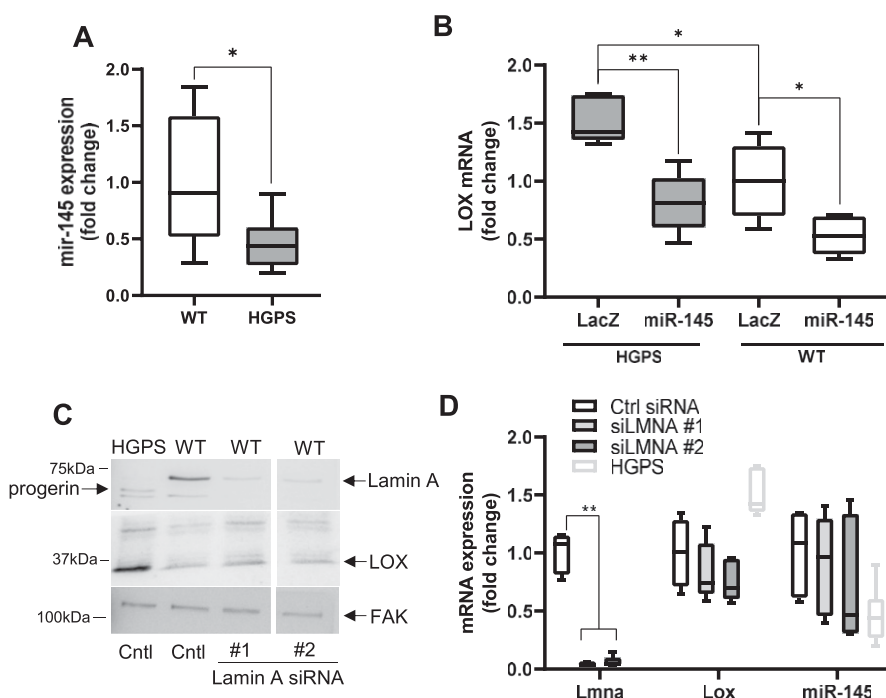 A
mir-145 expression
(fold change)
2.0
1.5
1.0
0.5
0.0
*
WT
HGPS
B
LOX mRNA
(fold change)
2.0
1.5
1.0
0.5
0.0
*
**
*
LacZ
miR-145
LacZ
miR-145
HGPS
WT
C
HGPS WT WT WT
75kDa
progerin
Lamin A
37kDa
LOX
100kDa
FAK
Cntl Cntl #1 #2
Lamin A siRNA
D
Ctrl siRNA
siLMNA #1
siLMNA #2
HGPS
mRNA expression
(fold change)
2.0
1.5
1.0
0.5
0.0
**
Lmna
Lox
miR-145